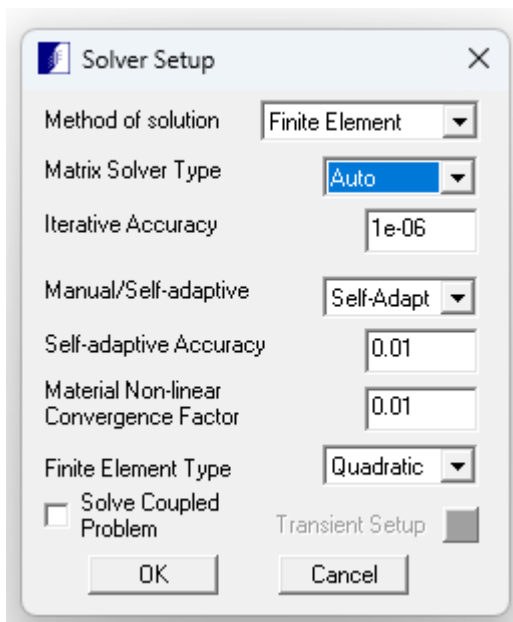 Solver Setup
Method of solution Finite Element
Matrix Solver Type Auto
Iterative Accuracy 1e-06
Manual/Self-adaptive Self-Adapt
Self-adaptive Accuracy 0.01
Material Non-linear
Convergence Factor 0.01
Finite Element Type Quadratic
Solve Coupled
Problem Transient Setup
OK Cancel